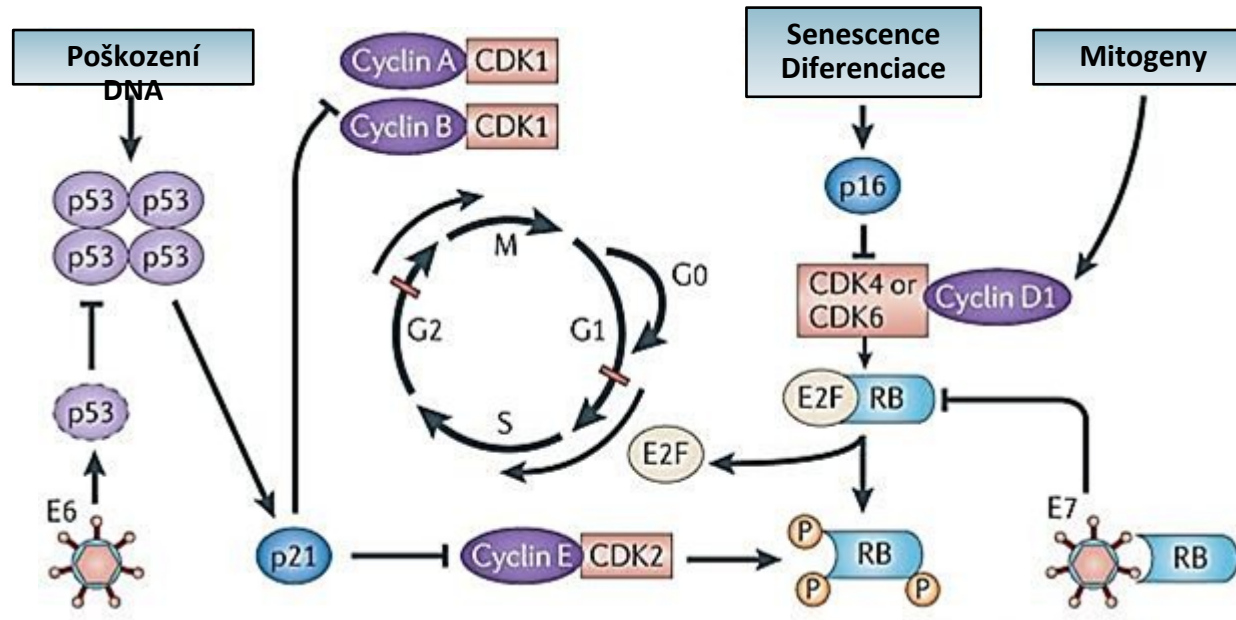 Poškození
DNA
Cyclin A CDK1
Cyclin B CDK1
Senescence
Diferenciace
Mitogeny
p53 p53
p53 p53
p16
M
G0
G1
G2
S
CDK4 or
CDK6
Cyclin D1
p53
E2F RB
E2F
E6
p21
Cyclin E CDK2
P
RB
P
P
E7
RB